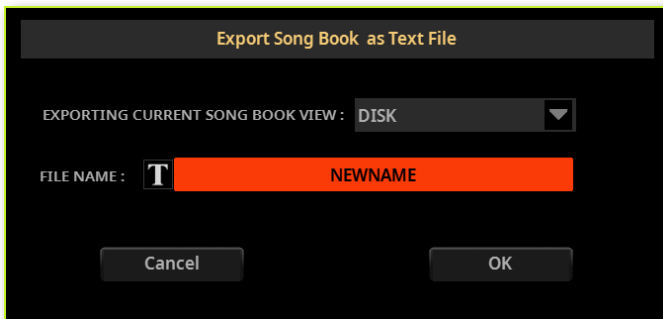 Export Song Book as Text File
EXPORTING CURRENT SONG BOOK VIEW : DISK
FILE NAME : T NEWNAME
Cancel OK